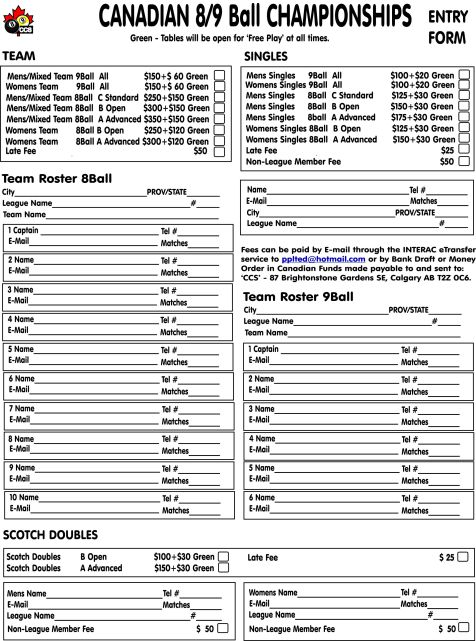 CCS
CANADIAN 8/9 Ball CHAMPIONSHIPS
ENTRY
FORM
Green - Tables will be open for 'Free Play' at all times.
TEAM
Mens/Mixed Team 9Ball All $150+$ 60 Green
Womens Team 9Ball All $150+$ 60 Green
Mens/Mixed Team 8Ball C Standard $250+$150 Green
Mens/Mixed Team 8Ball B Open $300+$150 Green
Mens/Mixed Team 8Ball A Advanced $350+$150 Green
Womens Team 8Ball B Open $250+$120 Green
Womens Team 8Ball A Advanced $300+$120 Green
Late Fee $50
SINGLES
Mens Singles 9Ball All $100+$20 Green
Womens Singles 9Ball All $100+$20 Green
Mens Singles 8Ball C Standard $125+$30 Green
Mens Singles 8Ball B Open $150+$30 Green
Mens Singles 8ball A Advanced $175+$30 Green
Womens Singles 8Ball B Open $125+$30 Green
Womens Singles 8Ball A Advanced $150+$30 Green
Late Fee $25
Non-League Member Fee $50
Team Roster 8Ball
City PROV/STATE
League Name #
Team Name
1 Captain Tel #
E-Mail Matches
2 Name Tel #
E-Mail Matches
3 Name Tel #
E-Mail Matches
4 Name Tel #
E-Mail Matches
5 Name Tel #
E-Mail Matches
6 Name Tel #
E-Mail Matches
7 Name Tel #
E-Mail Matches
8 Name Tel #
E-Mail Matches
9 Name Tel #
E-Mail Matches
10 Name Tel #
E-Mail Matches
Name Tel #
E-Mail Matches
City PROV/STATE
League Name #
Fees can be paid by E-mail through the INTERAC eTransfer
service to pplted@hotmail.com or by Bank Draft or Money
Order in Canadian Funds made payable to and sent to:
'CCS' - 87 Brightonstone Gardens SE, Calgary AB T2Z 0C6.
Team Roster 9Ball
City PROV/STATE
League Name #
Team Name
1 Captain Tel #
E-Mail Matches
2 Name Tel #
E-Mail Matches
3 Name Tel #
E-Mail Matches
4 Name Tel #
E-Mail Matches
5 Name Tel #
E-Mail Matches
6 Name Tel #
E-Mail Matches
SCOTCH DOUBLES
Scotch Doubles B Open $100+$30 Green
Scotch Doubles A Advanced $150+$30 Green
Late Fee $ 25
Mens Name Tel #
E-Mail Matches
League Name #
Non-League Member Fee $ 50
Womens Name Tel #
E-Mail Matches
League Name #
Non-League Member Fee $ 50